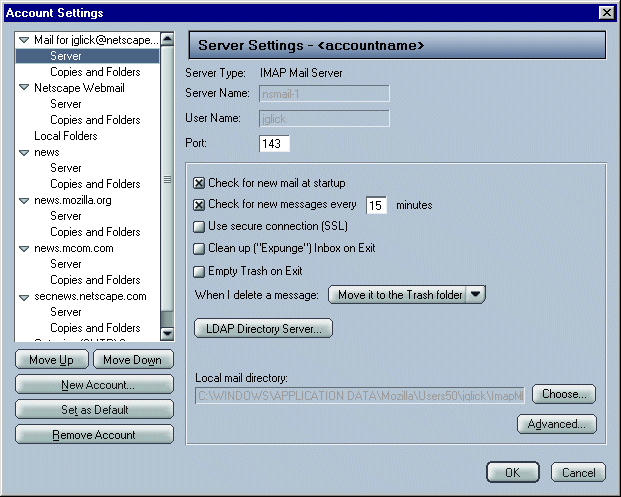 Account Settings
Mail for jglick@netscape...
Server
Copies and Folders
Netscape Webmail
Server
Copies and Folders
Local Folders
news
Server
Copies and Folders
news.mozilla.org
Server
Copies and Folders
news.mcom.com
Server
Copies and Folders
secnews.netscape.com
Server
Copies and Folders
Move Up Move Down
New Account...
Set as Default
Remove Account
Server Settings - <accountname>
Server Type: IMAP Mail Server
Server Name: nsmail-1
User Name: jglick
Port: 143
Check for new mail at startup
Check for new messages every 15 minutes
Use secure connection (SSL)
Clean up ("Expunge") Inbox on Exit
Empty Trash on Exit
When I delete a message: Move it to the Trash folder
LDAP Directory Server...
Local mail directory:
C:\WINDOWS\APPLICATION DATA\Mozilla\Users50\jglick\ImapM Choose...
Advanced...
OK Cancel